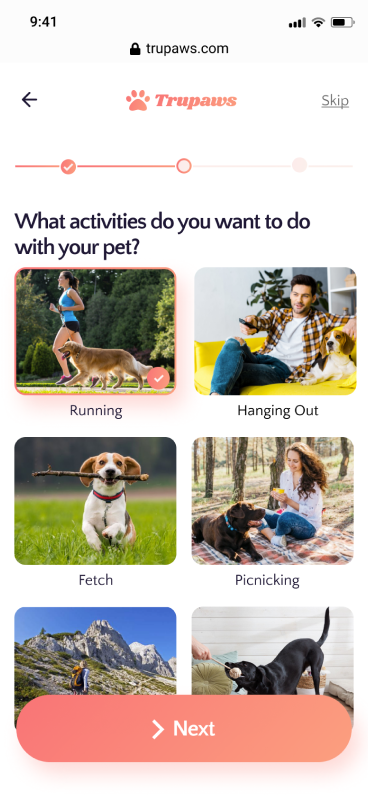 9:41
trupaws.com
Trupaws
Skip
What activities do you want to do
with your pet?
Running
Hanging Out
Fetch
Picnicking
Next